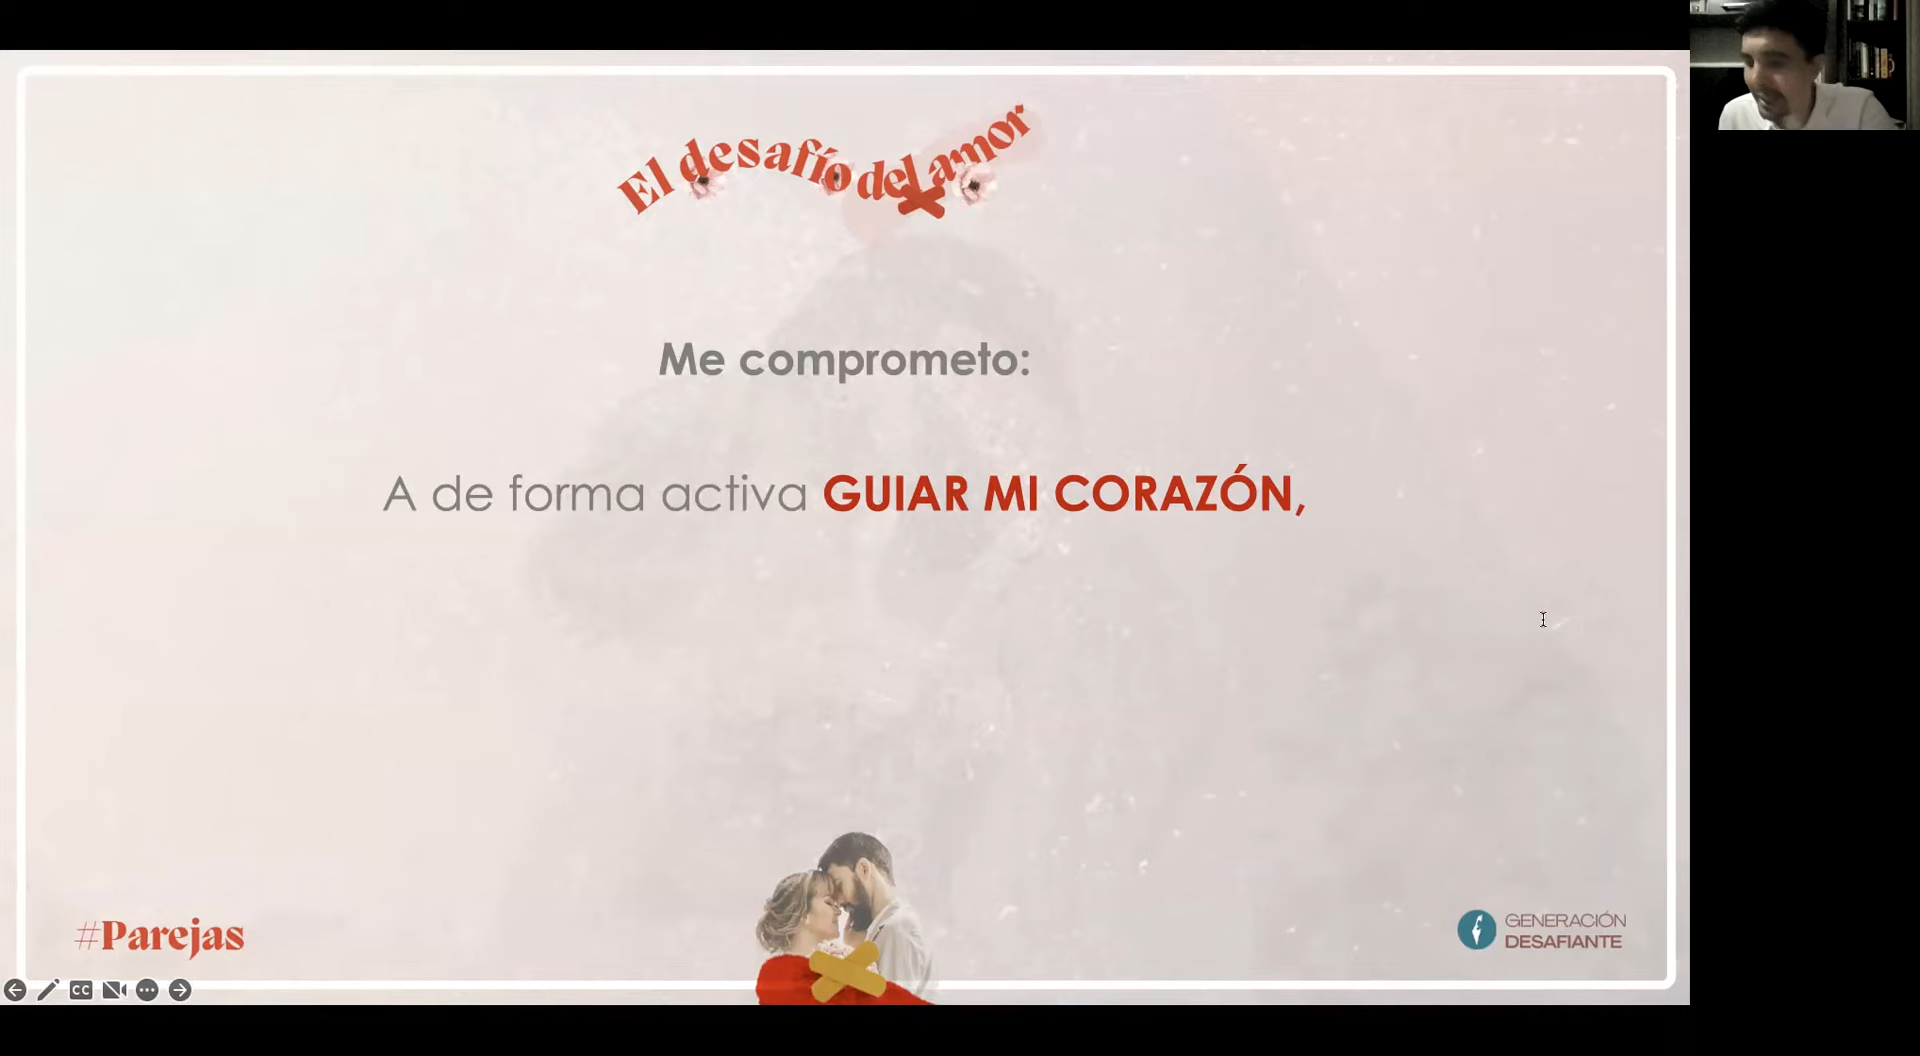 El desafío del amor
Me comprometo:
A de forma activa GUIAR MI CORAZÓN,
#Parejas
GENERACIÓN
DESAFIANTE
CC